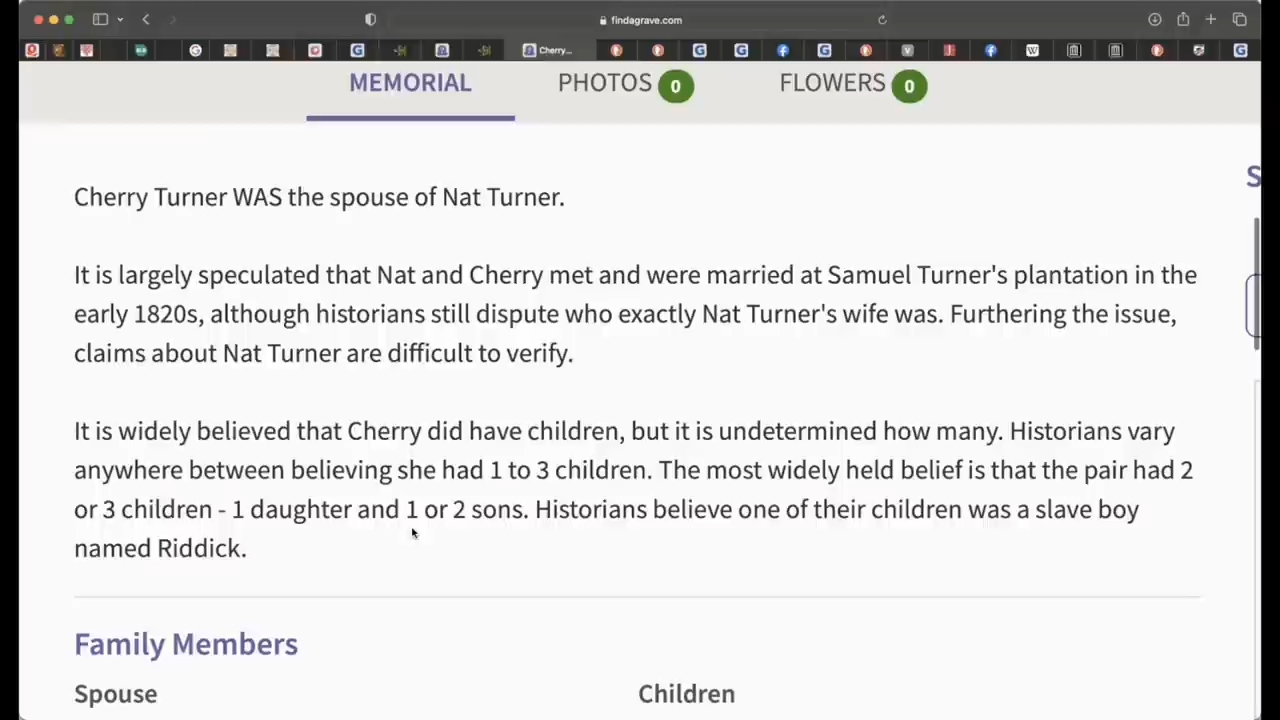 findagrave.com
Cherry...
MEMORIAL
PHOTOS 0
FLOWERS 0
S
Cherry Turner WAS the spouse of Nat Turner.
It is largely speculated that Nat and Cherry met and were married at Samuel Turner's plantation in the
early 1820s, although historians still dispute who exactly Nat Turner's wife was. Furthering the issue,
claims about Nat Turner are difficult to verify.
It is widely believed that Cherry did have children, but it is undetermined how many. Historians vary
anywhere between believing she had 1 to 3 children. The most widely held belief is that the pair had 2
or 3 children - 1 daughter and 1 or 2 sons. Historians believe one of their children was a slave boy
named Riddick.
Family Members
Spouse
Children